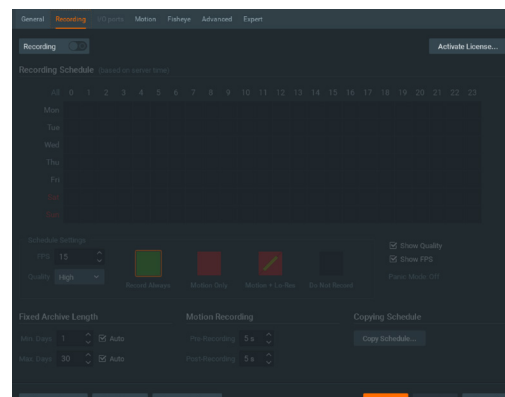 General Recording I/O ports Motion Fisheye Advanced Expert
Recording
Activate License...
Recording Schedule (based on server time)
All 0 1 2 3 4 5 6 7 8 9 10 11 12 13 14 15 16 17 18 19 20 21 22 23
Mon
Tue
Wed
Thu
Fri
Sat
Sun
Schedule Settings
FPS 15
Quality High
Record Always Motion Only Motion + Lo-Res Do Not Record
Show Quality
Show FPS
Panic Mode Off
Fixed Archive Length
Min. Days 1 Auto
Max. Days 30 Auto
Motion Recording
Pre-Recording 5 s
Post-Recording 5 s
Copying Schedule
Copy Schedule...